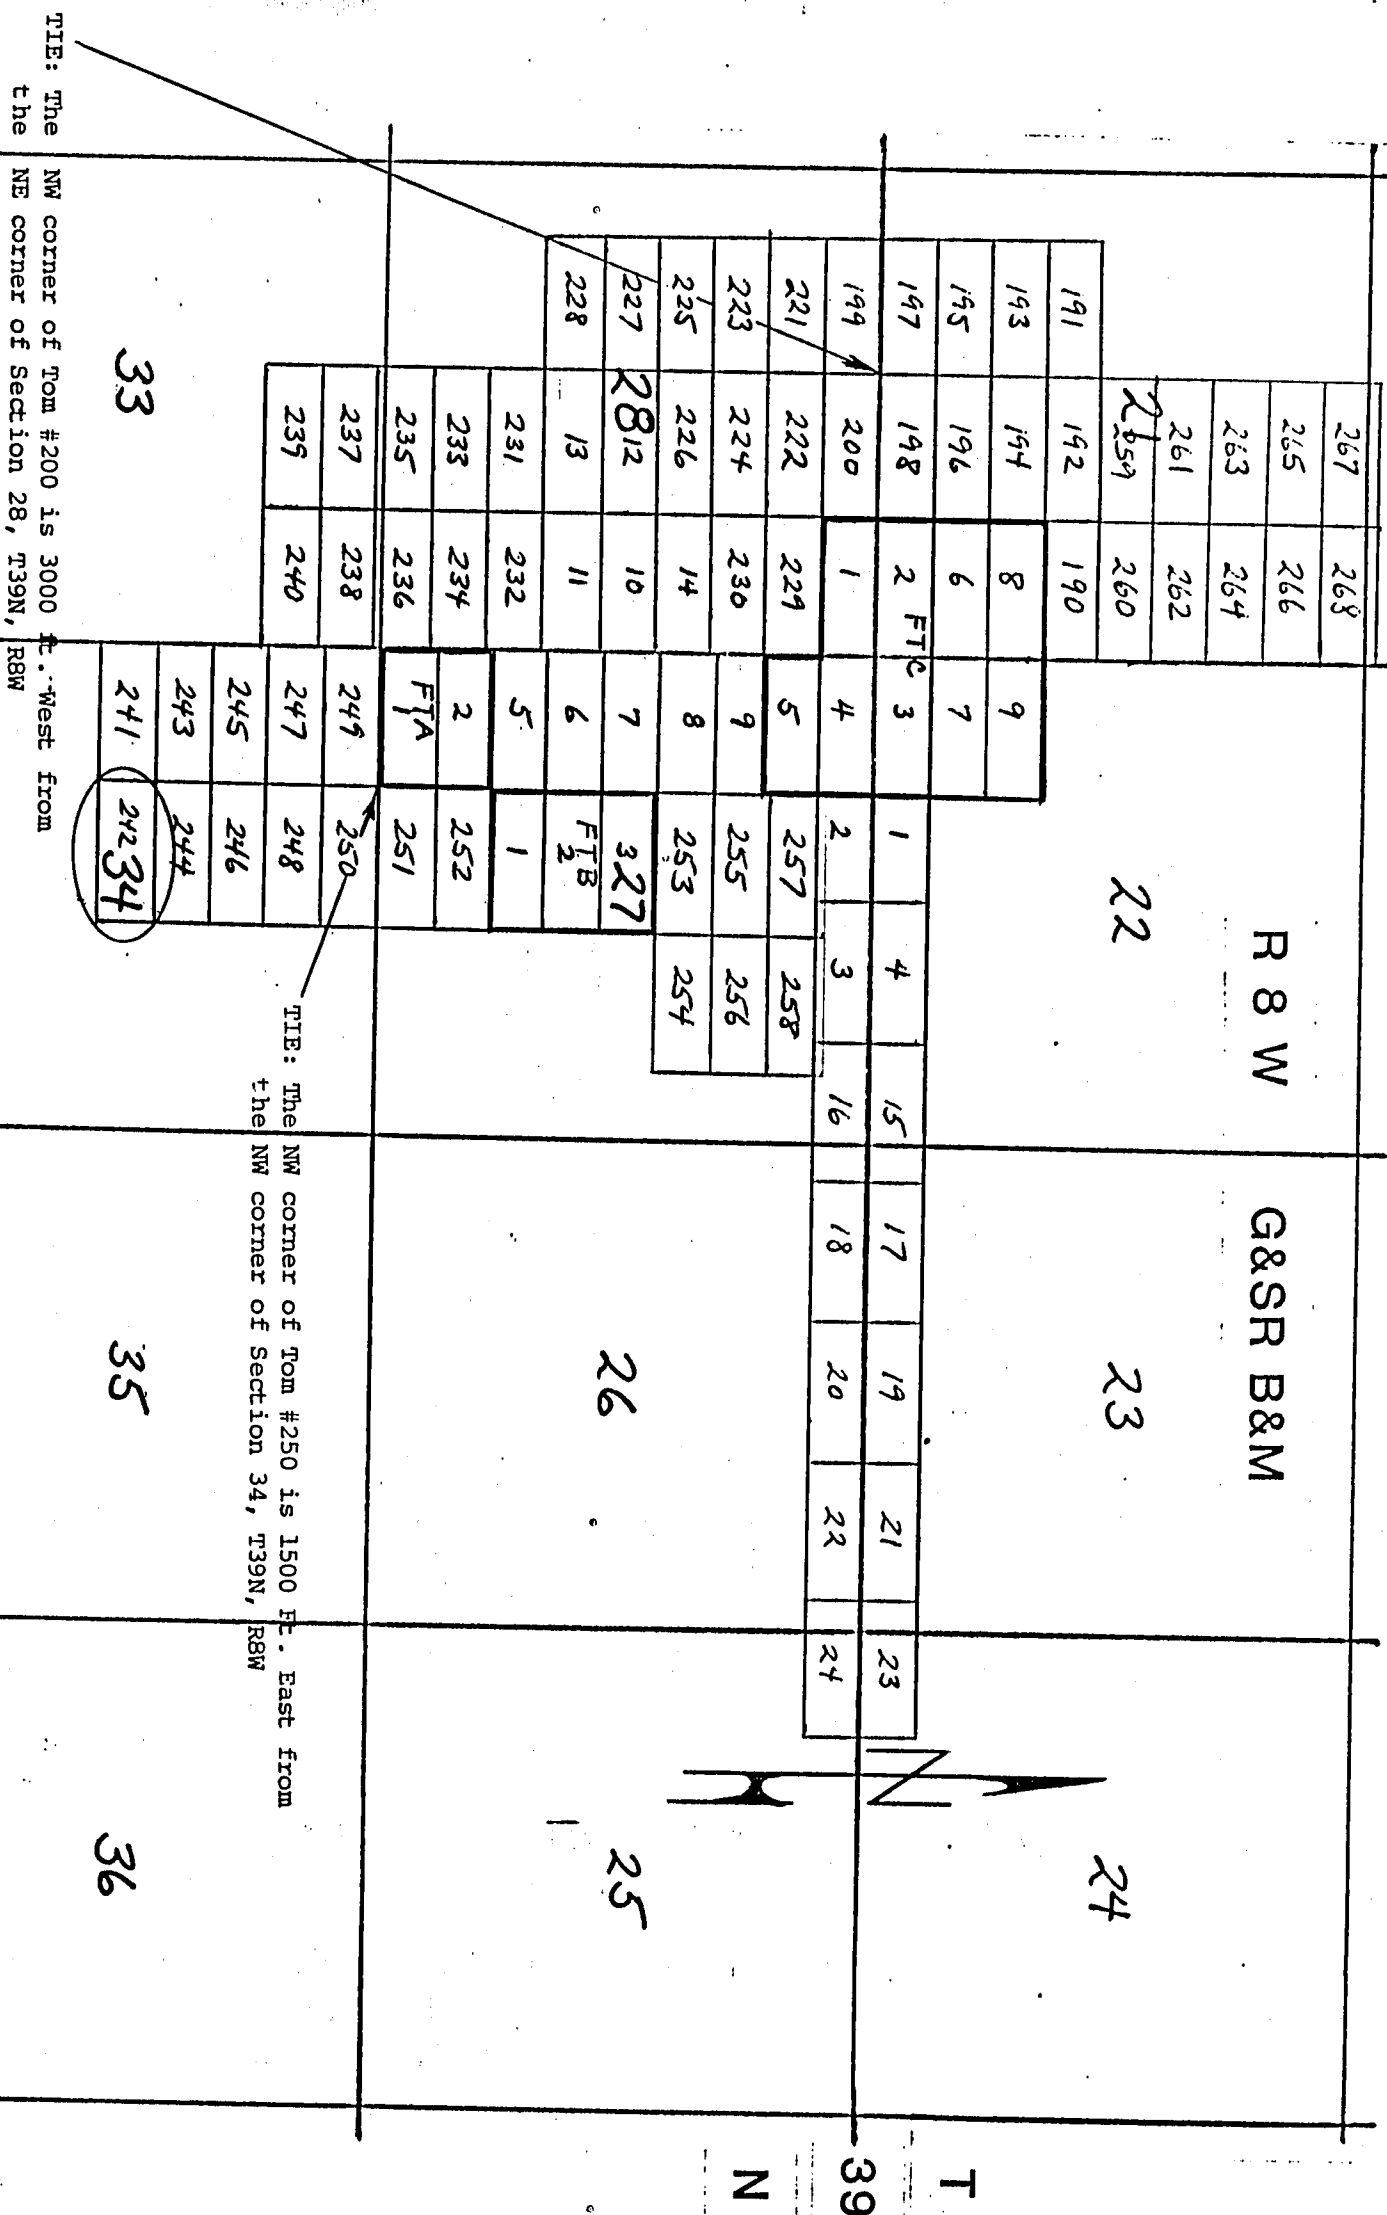 R 8 W G&SR B&M
267 268
265 266
263 264
261 262
21 259 260 22 23 24
191 192 190
193 194 8 9
T
195 196 6 7
N
197 198 2 FTC 3 1 4 15 17 19 21 23
39
199 200 1 4 2 3 16 18 20 22 24
221 222 229 5 257 258
N
223 224 230 9 255 256
225 226 14 8 253 254
227 28 12 10 7 3 27 26 25
228 13 11 6 FTB 2
231 232 5 1
233 234 2 252
235 236 FTA 1 251
237 238 249 250
239 240 247 248
TIE: The NW corner of Tom #250 is 1500 Ft. East from
the NW corner of Section 34, T39N, R8W
245 246
243 244
33 241 242 34 35 36
TIE: The NW corner of Tom #200 is 3000 ft. West from
the NE corner of Section 28, T39N, R8W